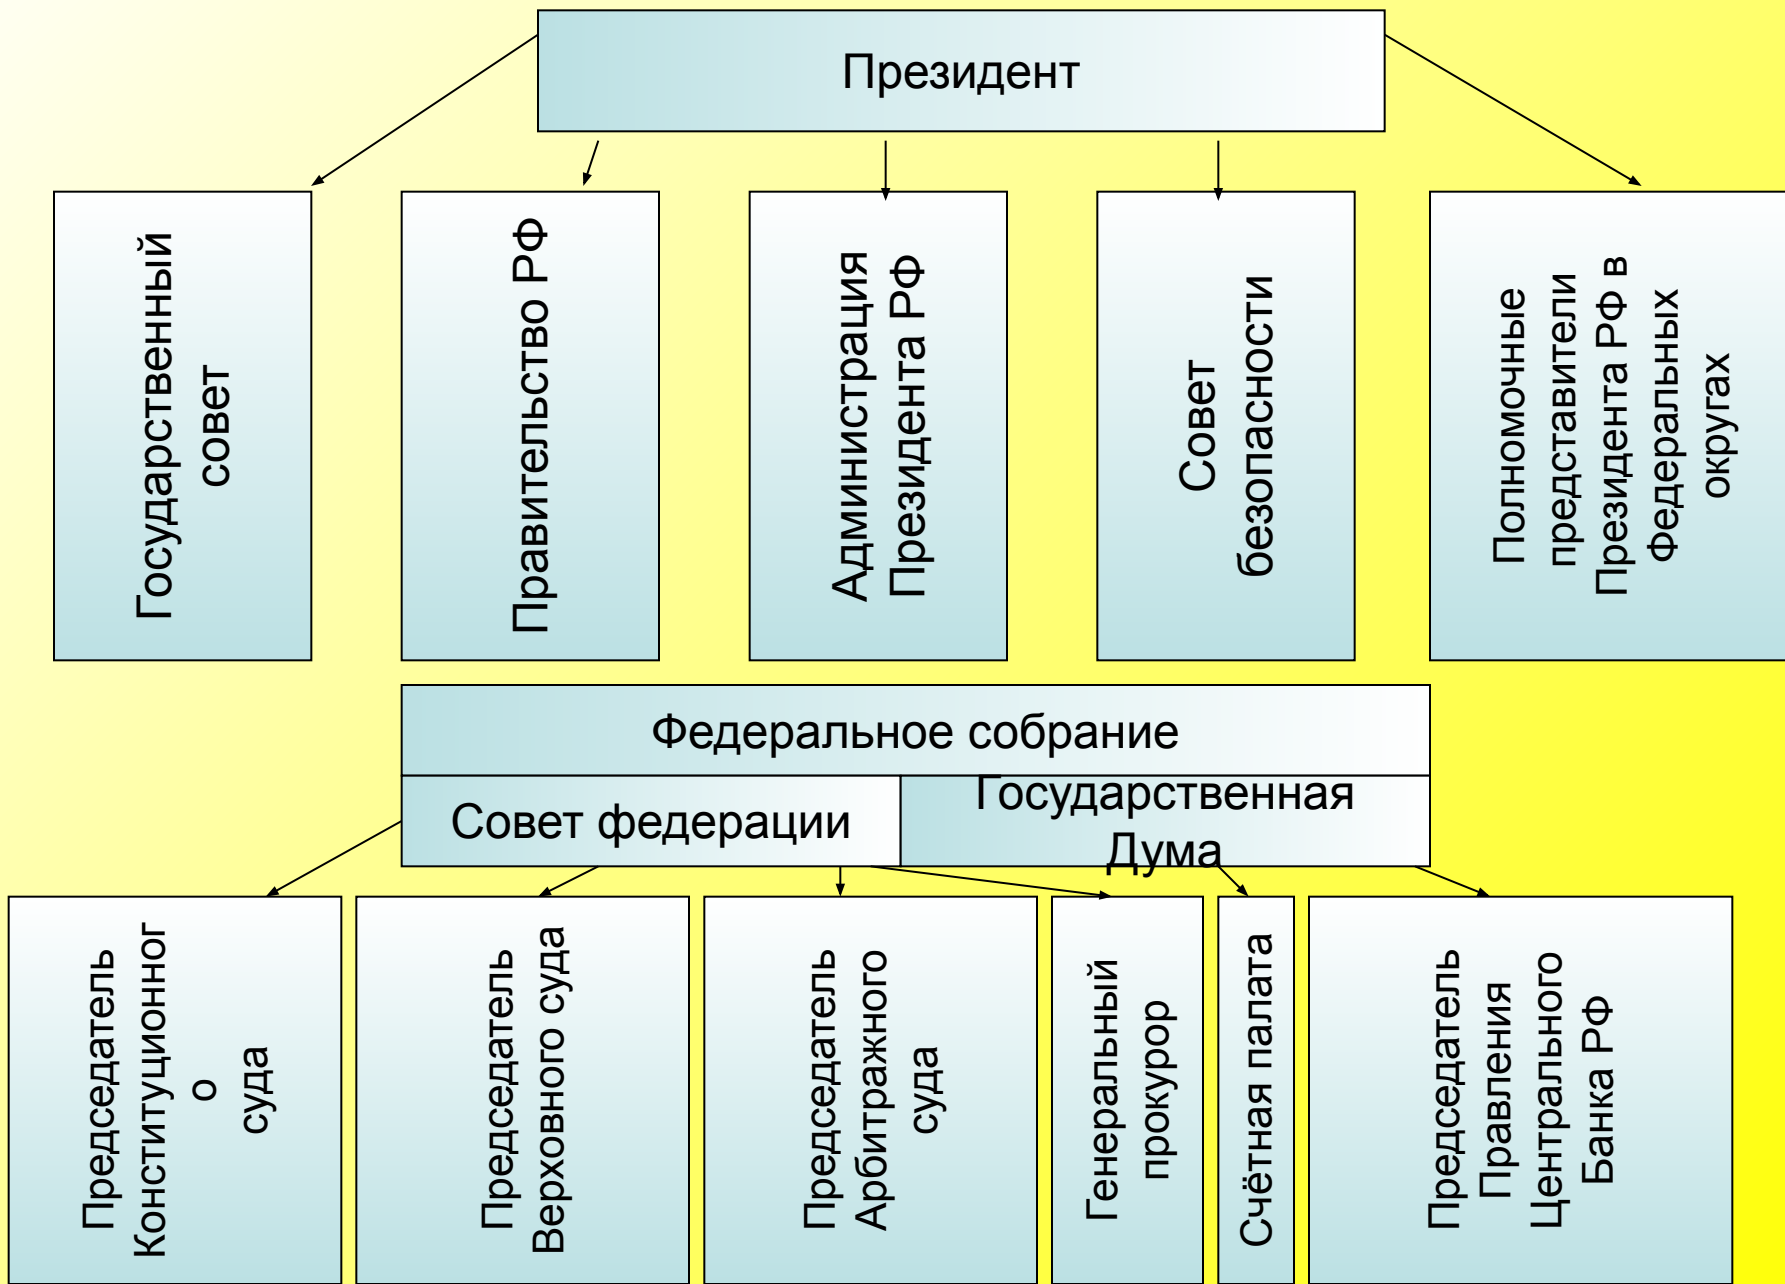 Президент
Государственный
совет
Правительство РФ
Администрация
Президента РФ
Совет
безопасности
Полномочные
представители
Президента РФ в
Федеральных
округах
Федеральное собрание
Совет федерации
Государственная
Дума
Председатель
Конституционног
о
суда
Председатель
Верховного суда
Председатель
Арбитражного
суда
Генеральный
прокурор
Счётная палата
Председатель
Правления
Центрального
Банка РФ